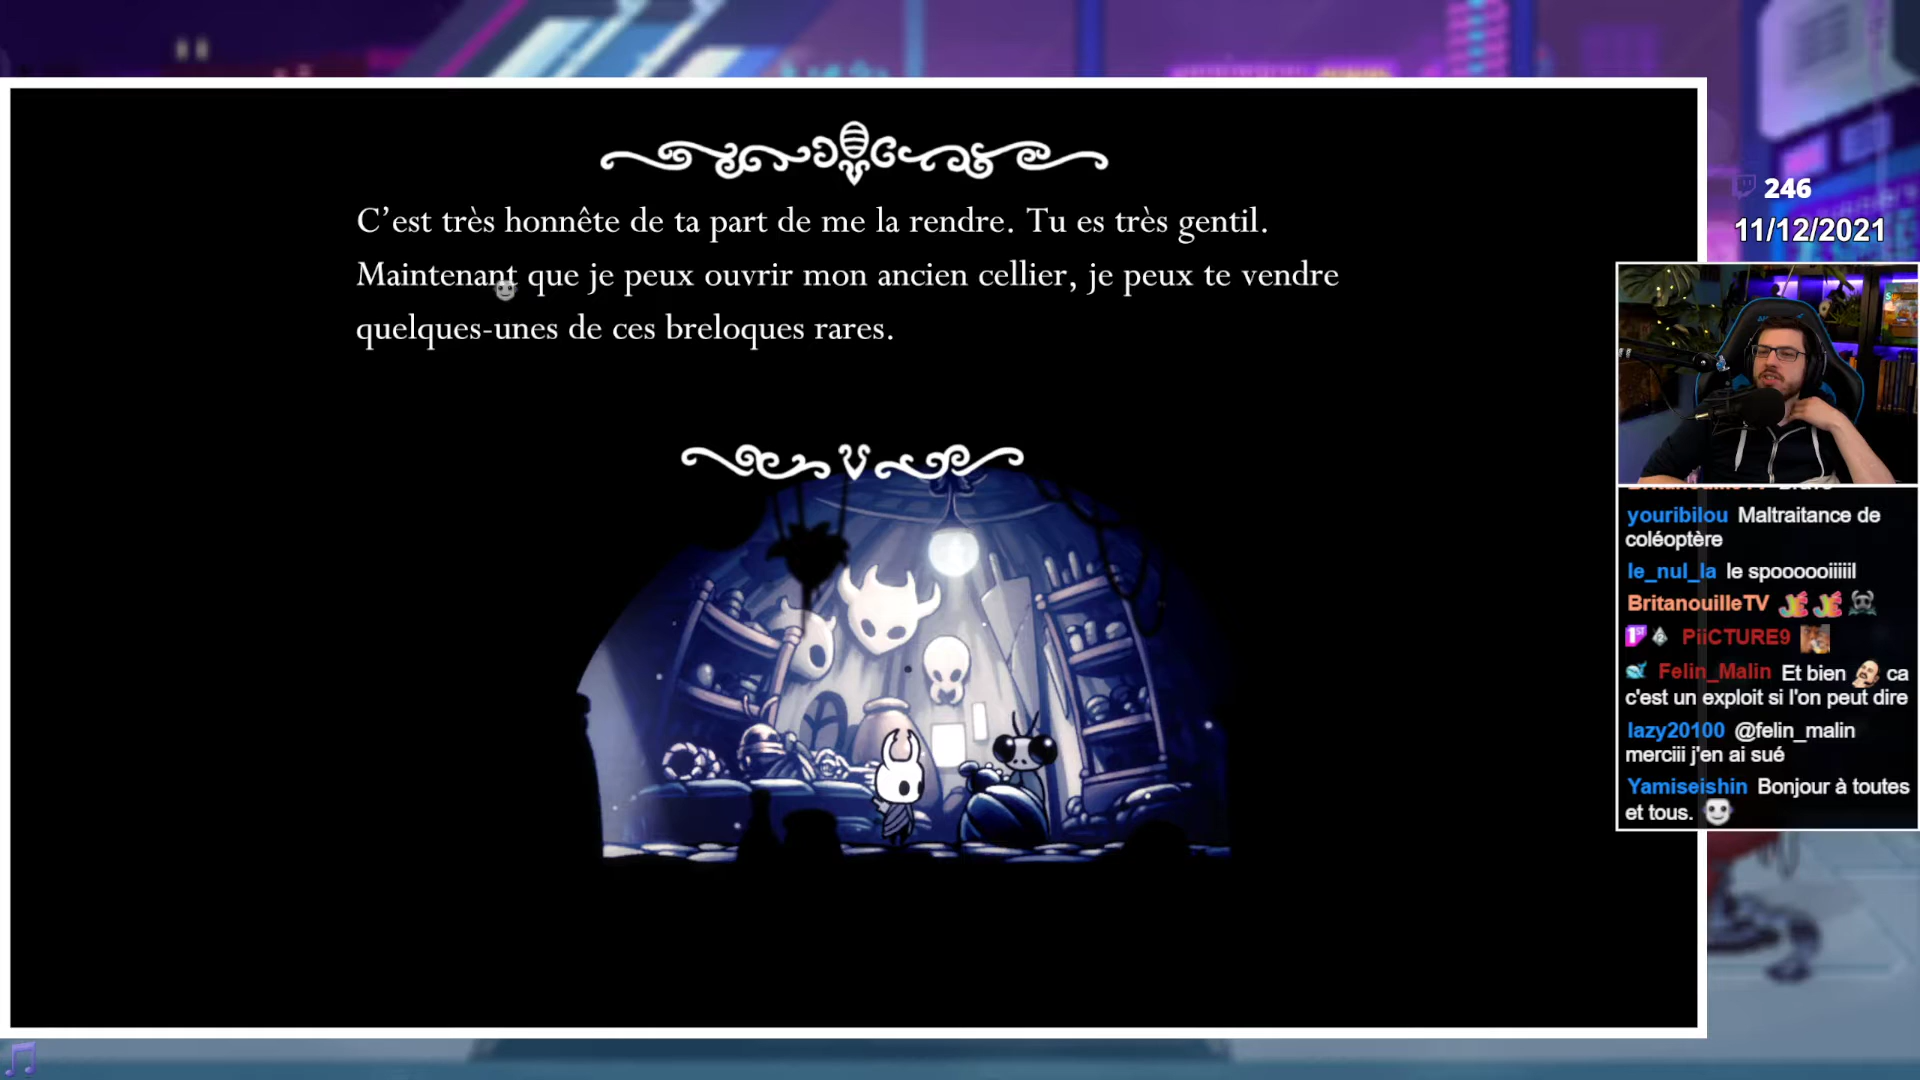 C'est très honnête de ta part de me la rendre. Tu es très gentil.
Maintenant que je peux ouvrir mon ancien cellier, je peux te vendre
quelques-unes de ces breloques rares.
246
11/12/2021
youribilou Maltraitance de
coléoptère
le_nul_la le spoooooiiiiil
BritanouilleTV
1ST 2 PiiCTURE9
Felin_Malin Et bien ca
c'est un exploit si l'on peut dire
lazy20100 @felin_malin
merciii j'en ai sué
Yamiseishin Bonjour à toutes
et tous.